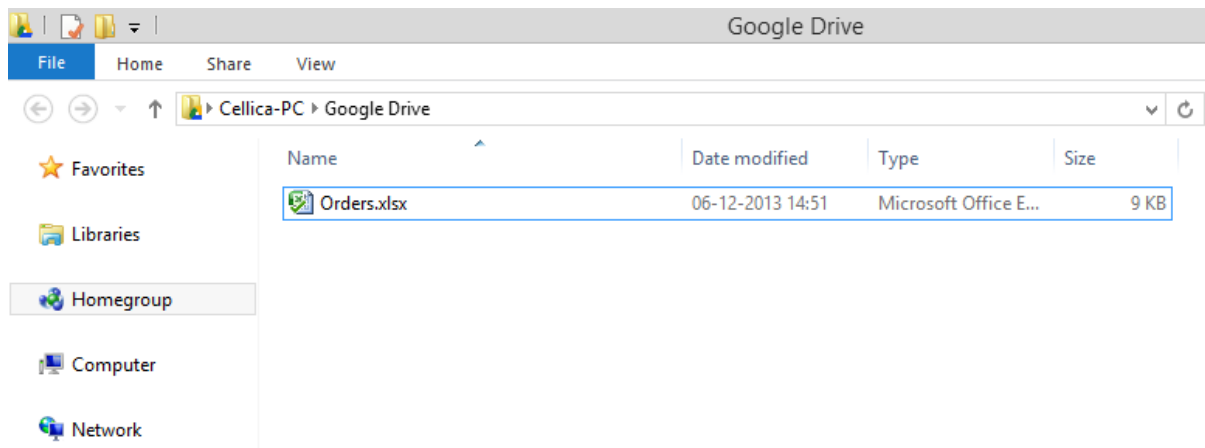 Google Drive
File Home Share View
Cellica-PC Google Drive
Name Date modified Type Size
Favorites
Orders.xlsx 06-12-2013 14:51 Microsoft Office E... 9 KB
Libraries
Homegroup
Computer
Network